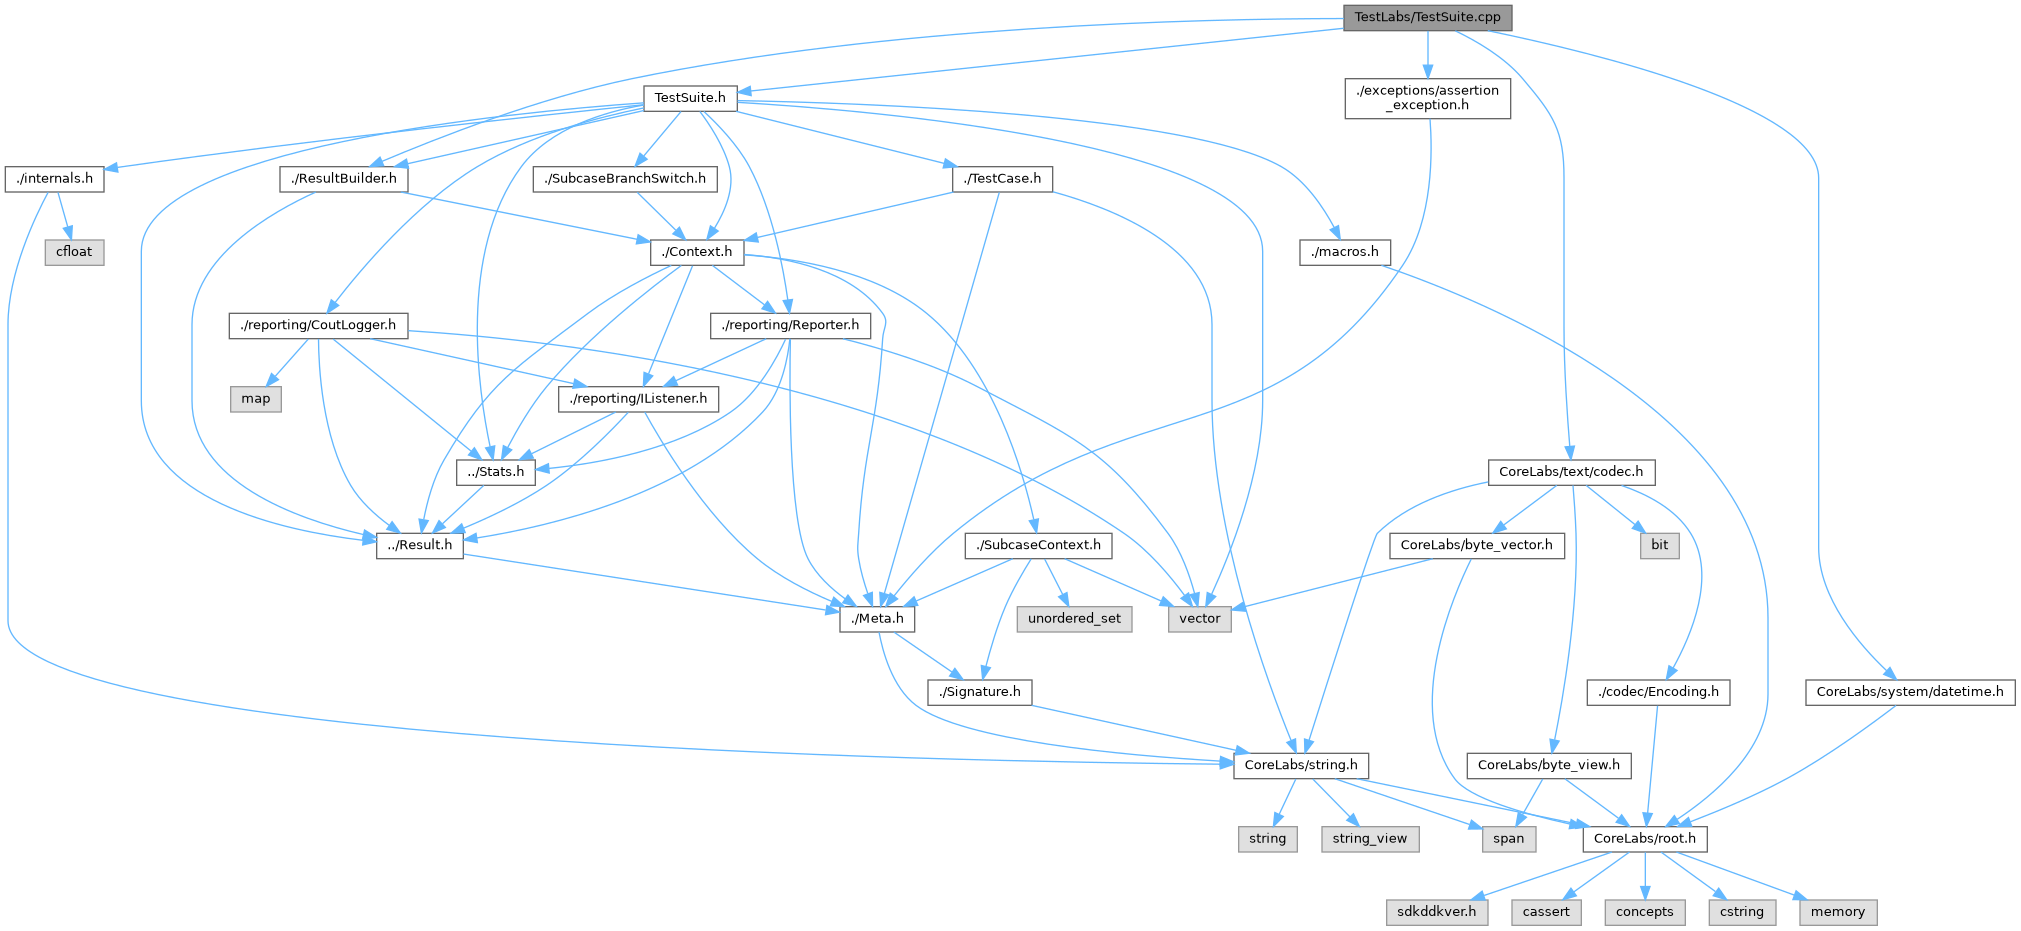 TestLabs/TestSuite.cpp
./exceptions/assertion
_exception.h
TestSuite.h
./internals.h
./ResultBuilder.h
./SubcaseBranchSwitch.h
./TestCase.h
cfloat
./Context.h
./macros.h
./reporting/CoutLogger.h
./reporting/Reporter.h
map
./reporting/IListener.h
../Stats.h
CoreLabs/text/codec.h
../Result.h
./SubcaseContext.h
CoreLabs/byte_vector.h
bit
./Meta.h
unordered_set
vector
./Signature.h
./codec/Encoding.h
CoreLabs/system/datetime.h
CoreLabs/string.h
CoreLabs/byte_view.h
string
string_view
span
CoreLabs/root.h
sdkddkver.h
cassert
concepts
cstring
memory